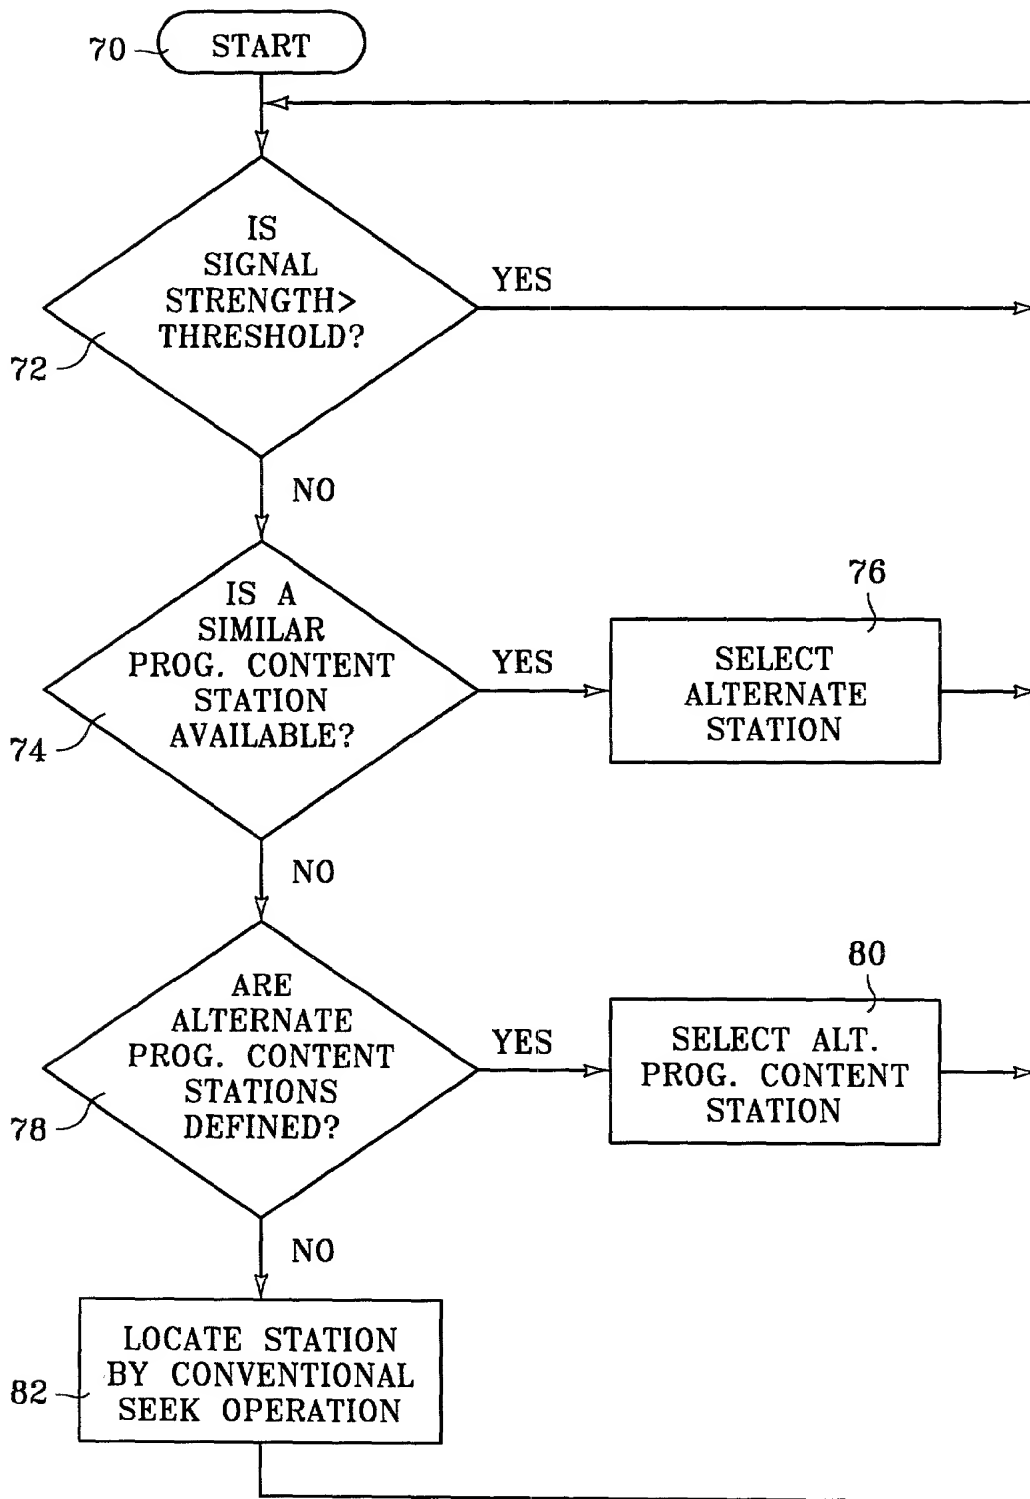 70
START
IS
SIGNAL
STRENGTH>
THRESHOLD?
YES
72
NO
IS A
SIMILAR
PROG. CONTENT
STATION
AVAILABLE?
YES
74
76
SELECT
ALTERNATE
STATION
NO
ARE
ALTERNATE
PROG. CONTENT
STATIONS
DEFINED?
YES
78
80
SELECT ALT.
PROG. CONTENT
STATION
NO
LOCATE STATION
BY CONVENTIONAL
SEEK OPERATION
82